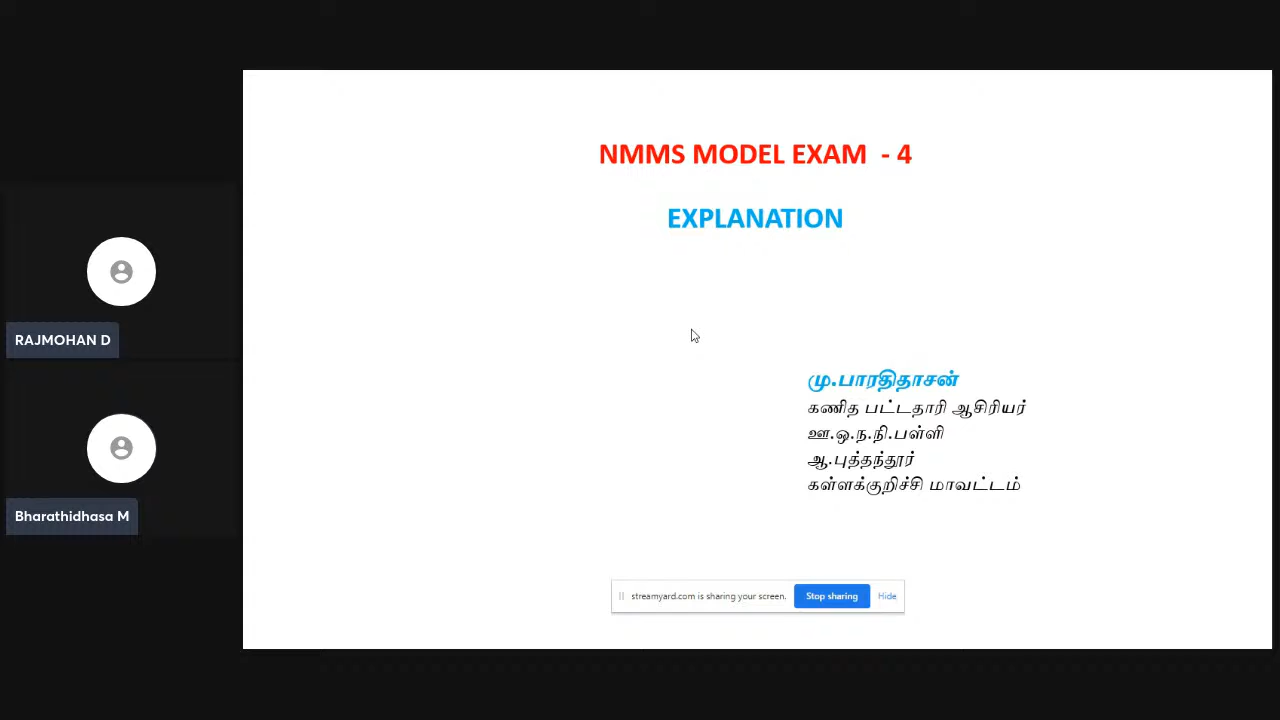 NMMS MODEL EXAM - 4
EXPLANATION
RAJMOHAN D
மு.பாரதிதாசன்
கணித பட்டதாரி ஆசிரியர்
ஊ.ஒ.ந.நி.பள்ளி
ஆ.புத்தந்தூர்
கள்ளக்குறிச்சி மாவட்டம்
Bharathidhasa M
streamyard.com is sharing your screen.
Stop sharing
Hide